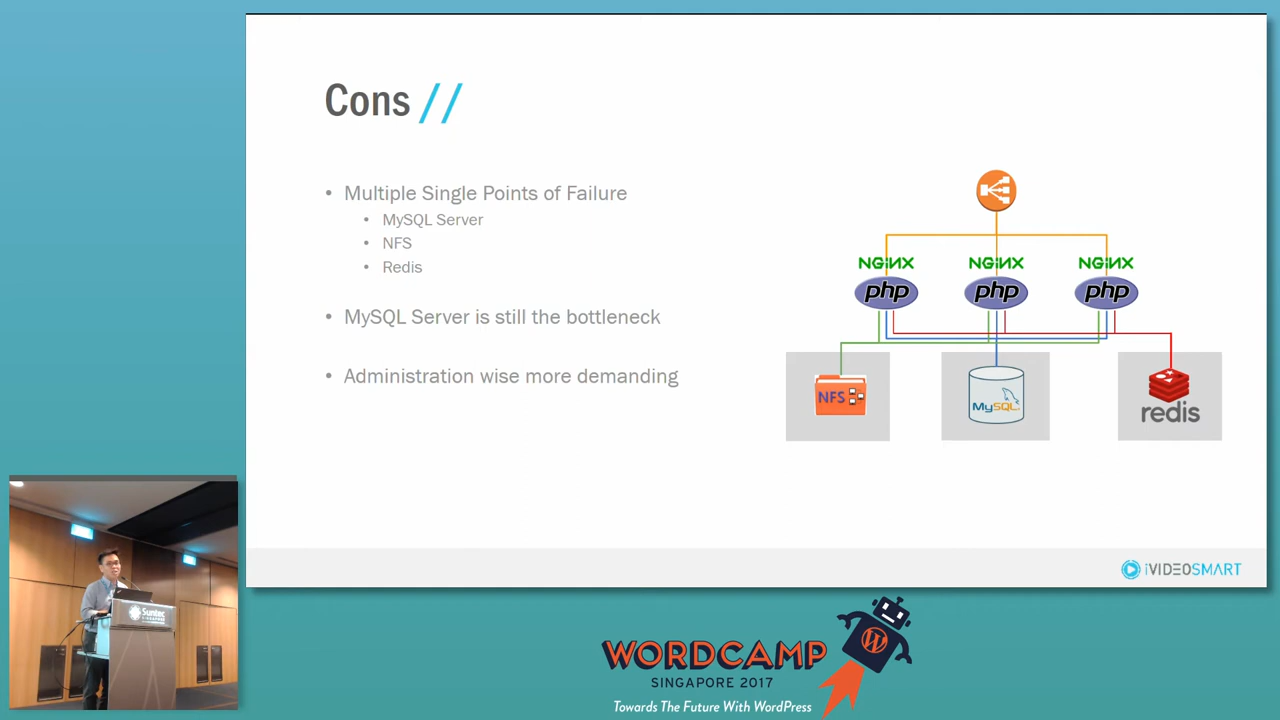 Cons //
• Multiple Single Points of Failure
• MySQL Server
• NFS
• Redis
• MySQL Server is still the bottleneck
• Administration wise more demanding
NGiNX NGiNX NGiNX
php php php
NFS
MySQL
redis
iVIDEOSMART
Suntec
SINGAPORE
WORDCAMP
SINGAPORE 2017
Towards The Future With WordPress